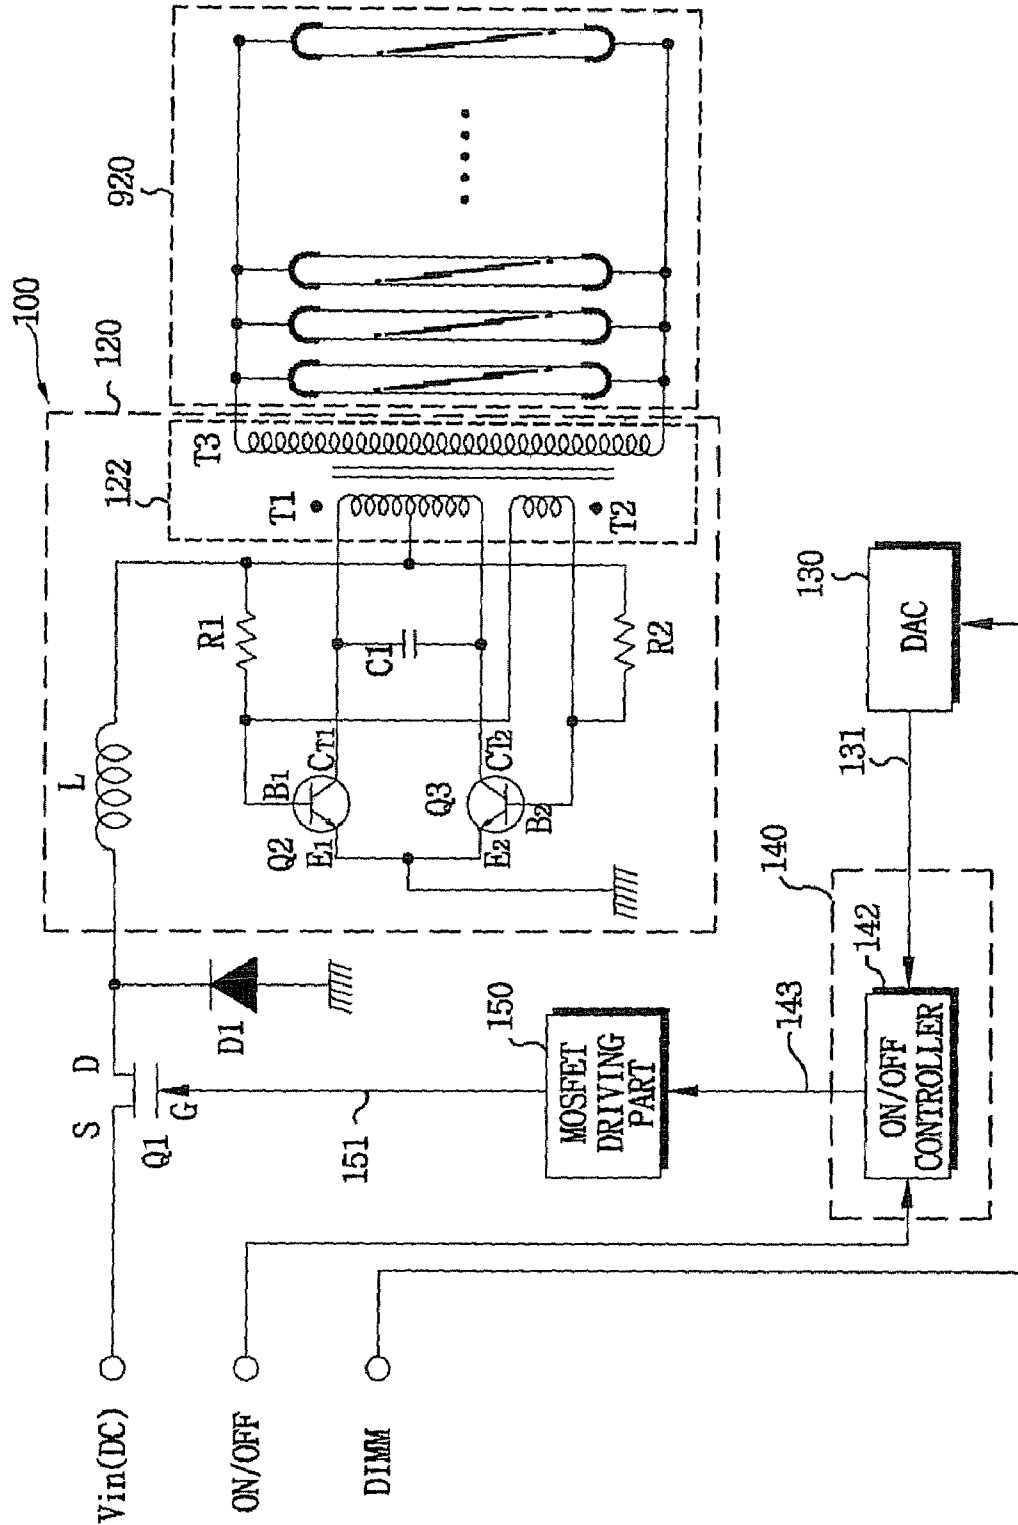 100
120
122
920
L
T3
T1
T2
R1
C1
R2
B1
CT1
Q2
E1
Q3
CT2
E2
B2
S
D
G
Q1
D1
Vin(DC)
ON/OFF
DIMM
151
150
MOSFET
DRIVING
PART
143
140
142
ON/OFF
CONTROLLER
131
130
DAC